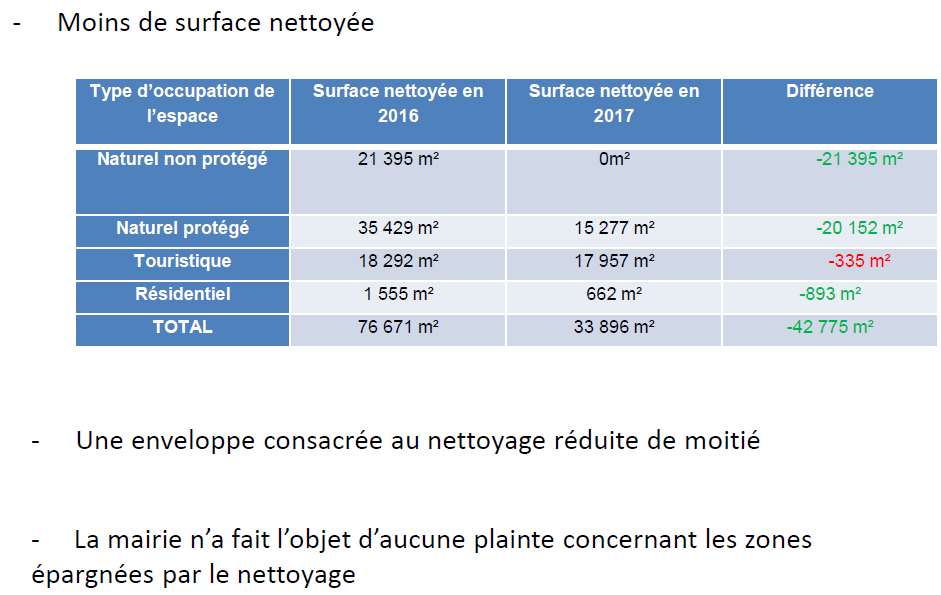 - Moins de surface nettoyée
Type d’occupation de l’espace Surface nettoyée en 2016 Surface nettoyée en 2017 Différence
Naturel non protégé 21 395 m² 0m² -21 395 m²
Naturel protégé 35 429 m² 15 277 m² -20 152 m²
Touristique 18 292 m² 17 957 m² -335 m²
Résidentiel 1 555 m² 662 m² -893 m²
TOTAL 76 671 m² 33 896 m² -42 775 m²
- Une enveloppe consacrée au nettoyage réduite de moitié
- La mairie n’a fait l’objet d’aucune plainte concernant les zones
épargnées par le nettoyage